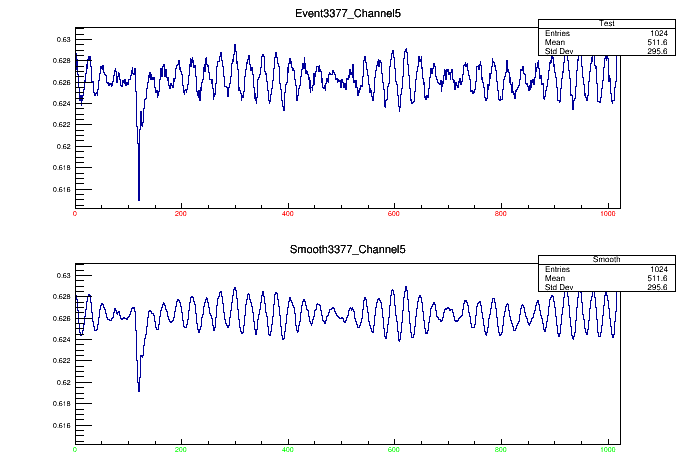 Event3377_Channel5
Test
Entries 1024
Mean 511.6
Std Dev 295.6
0.63
0.628
0.626
0.624
0.622
0.62
0.618
0.616
0 200 400 600 800 1000
Smooth3377_Channel5
Smooth
Entries 1024
Mean 511.6
Std Dev 295.6
0.63
0.628
0.626
0.624
0.622
0.62
0.618
0.616
0 200 400 600 800 1000